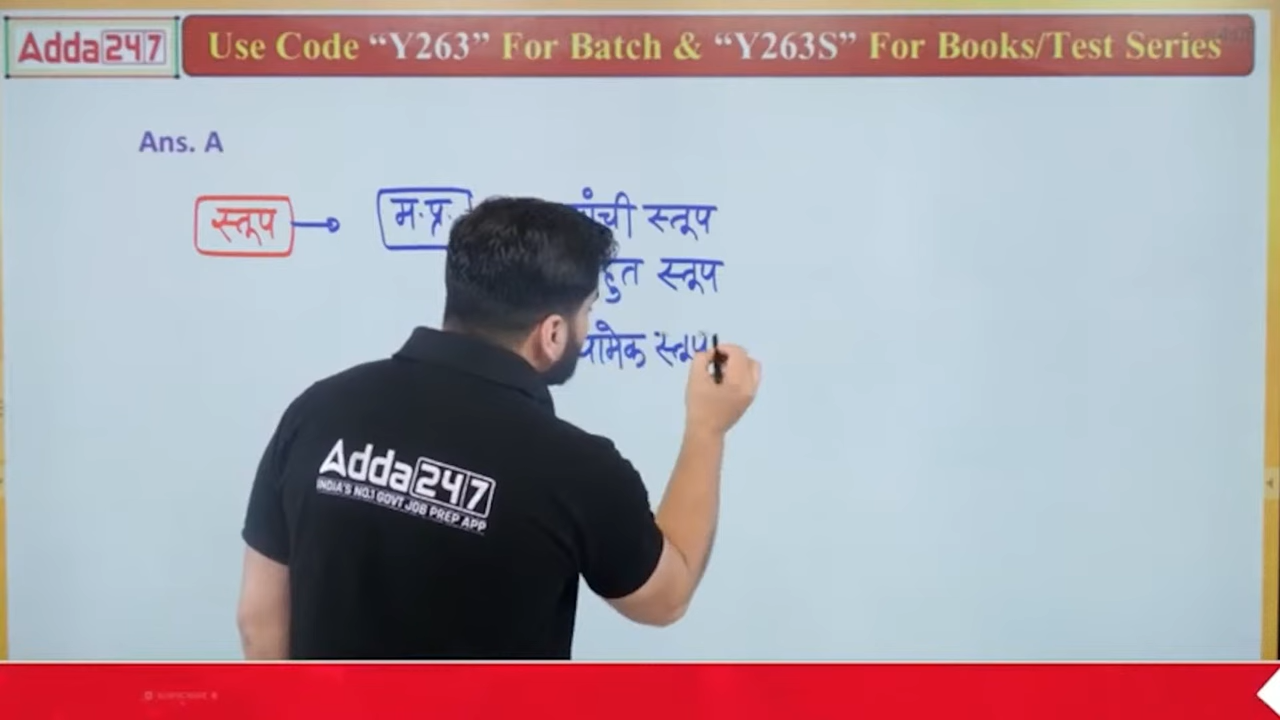 Adda247 Use Code “Y263” For Batch & “Y263S” For Books/Test Series
Ans. A
स्तूप म.प्र. स्तूप
स्तूप
स्तूप
Adda247
INDIA'S NO.1 GOVT JOB PREP APP
SUBSCRIBE